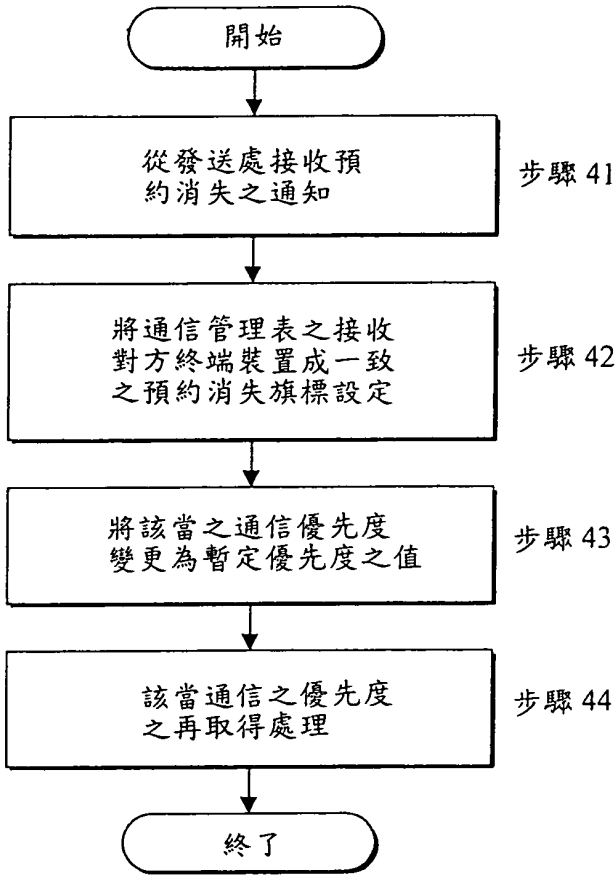 開始
從發送處接收預
約消失之通知
步驟 41
將通信管理表之接收
對方終端裝置成一致
之預約消失旗標設定
步驟 42
將該當之通信優先度
變更為暫定優先度之值
步驟 43
該當通信之優先度
之再取得處理
步驟 44
終了